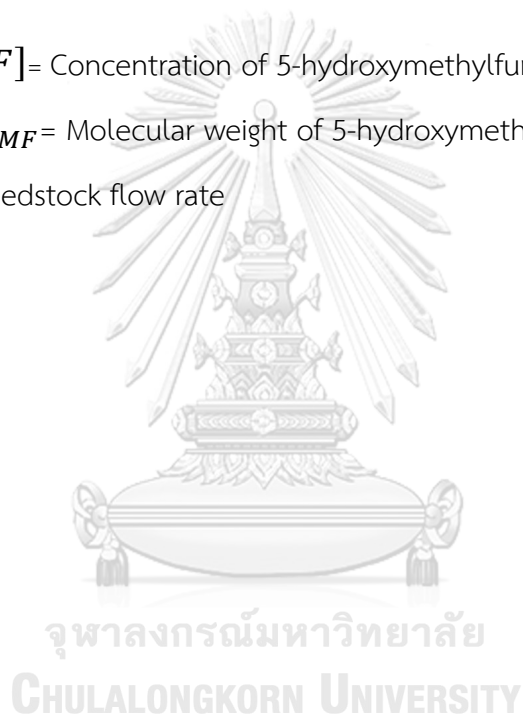 F]= Concentration of 5-hydroxymethylfur
MF= Molecular weight of 5-hydroxymeth
edstock flow rate
จุฬาลงกรณ์มหาวิทยาลัย
CHULALONGKORN UNIVERSITY